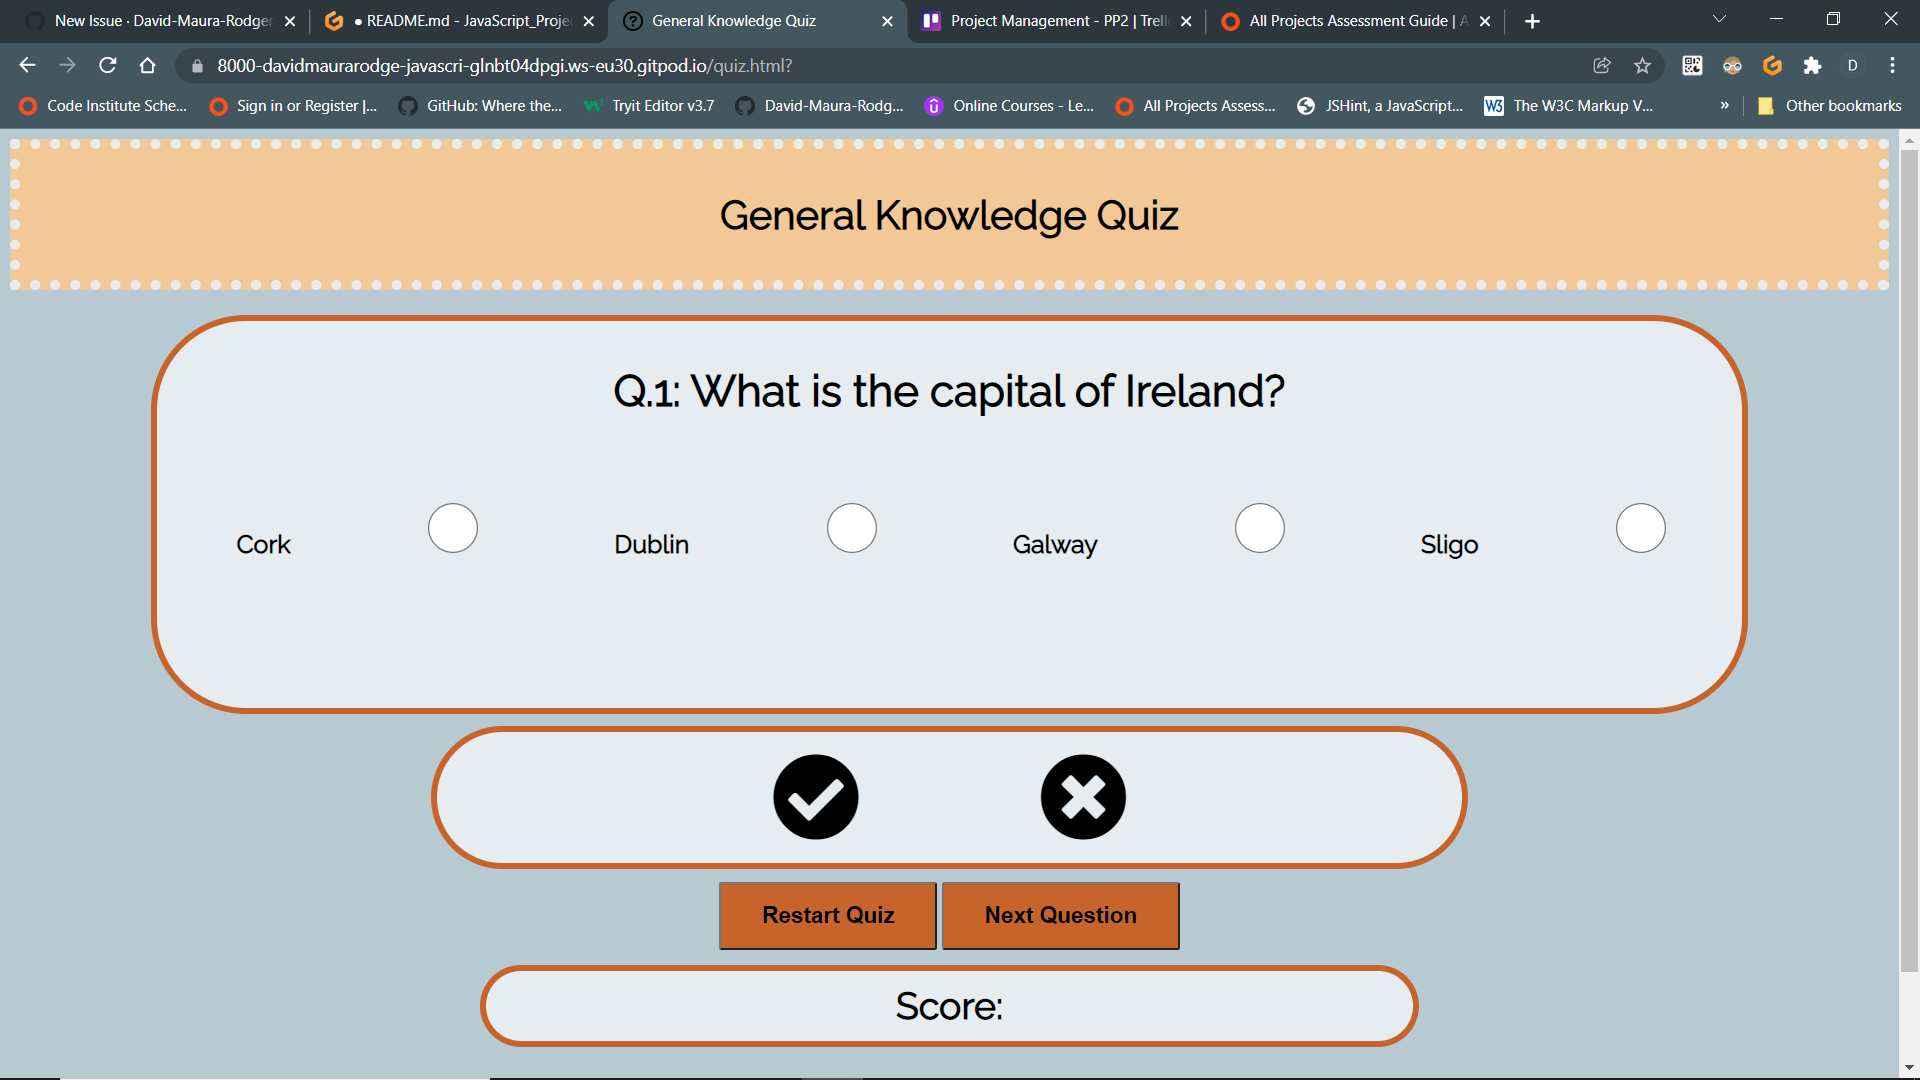 New Issue · David-Maura-Rodger
● README.md - JavaScript_Proje
General Knowledge Quiz
Project Management - PP2 | Trell
All Projects Assessment Guide | A
8000-davidmaurarodge-javascri-glnbt04dpgi.ws-eu30.gitpod.io/quiz.html?
D
Code Institute Sche...
Sign in or Register |...
GitHub: Where the...
Tryit Editor v3.7
David-Maura-Rodg...
Online Courses - Le...
All Projects Assess...
JSHint, a JavaScript...
W3
The W3C Markup V...
»
Other bookmarks
General Knowledge Quiz
Q.1: What is the capital of Ireland?
Cork
Dublin
Galway
Sligo
Restart Quiz
Next Question
Score: